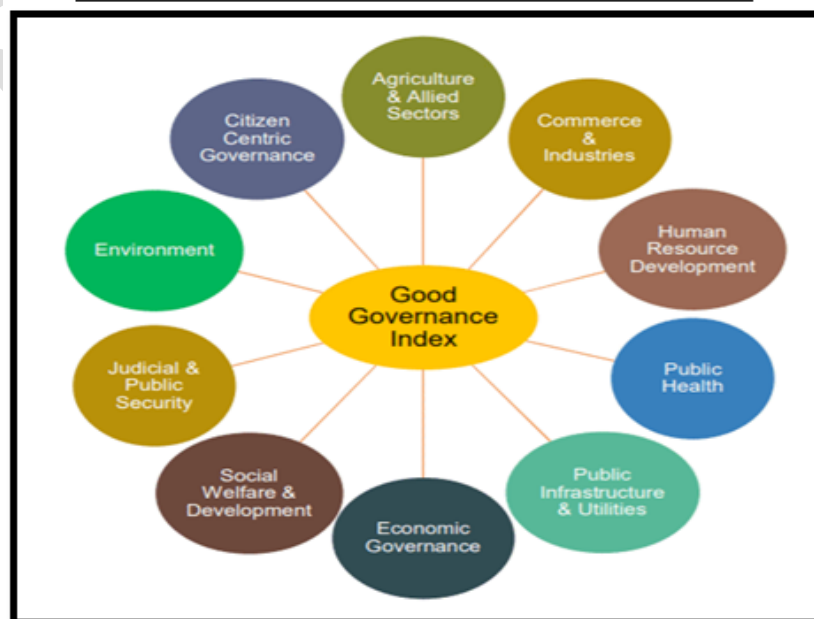 Agriculture
& Allied
Sectors
Commerce
&
Industries
Human
Resource
Development
Public
Health
Public
Infrastructure
& Utilities
Economic
Governance
Social
Welfare &
Development
Judicial &
Public
Security
Environment
Citizen
Centric
Governance
Good
Governance
Index